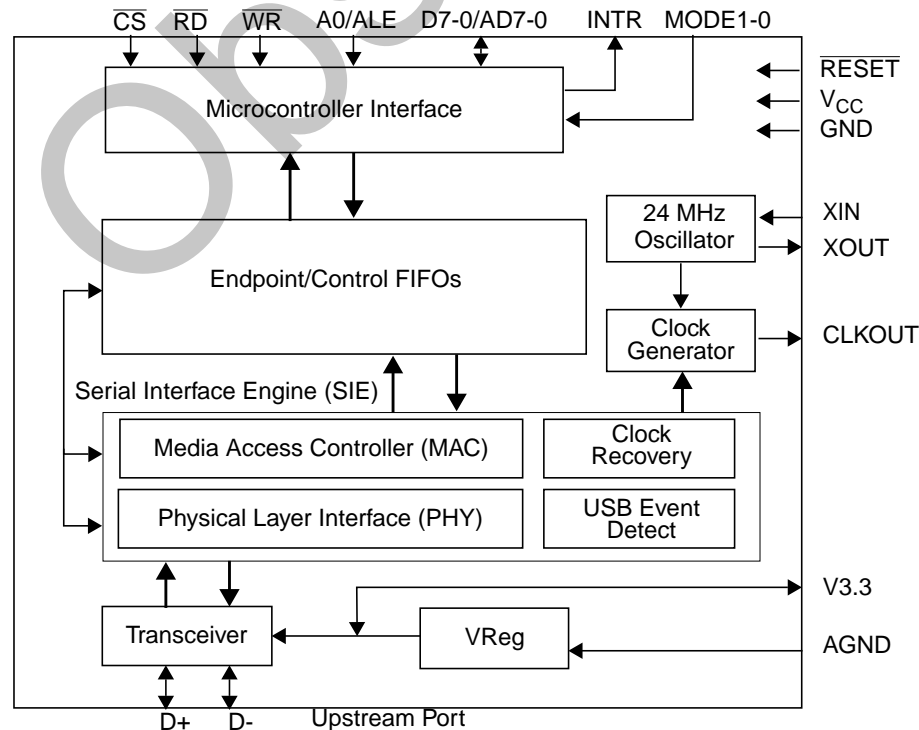 CS RD WR A0/ALE D7-0/AD7-0 INTR MODE1-0
RESET
VCC
GND
Microcontroller Interface
24 MHz
Oscillator
XIN
XOUT
Endpoint/Control FIFOs
Clock
Generator
CLKOUT
Serial Interface Engine (SIE)
Media Access Controller (MAC)
Clock
Recovery
Physical Layer Interface (PHY)
USB Event
Detect
V3.3
Transceiver
VReg
AGND
D+ D- Upstream Port